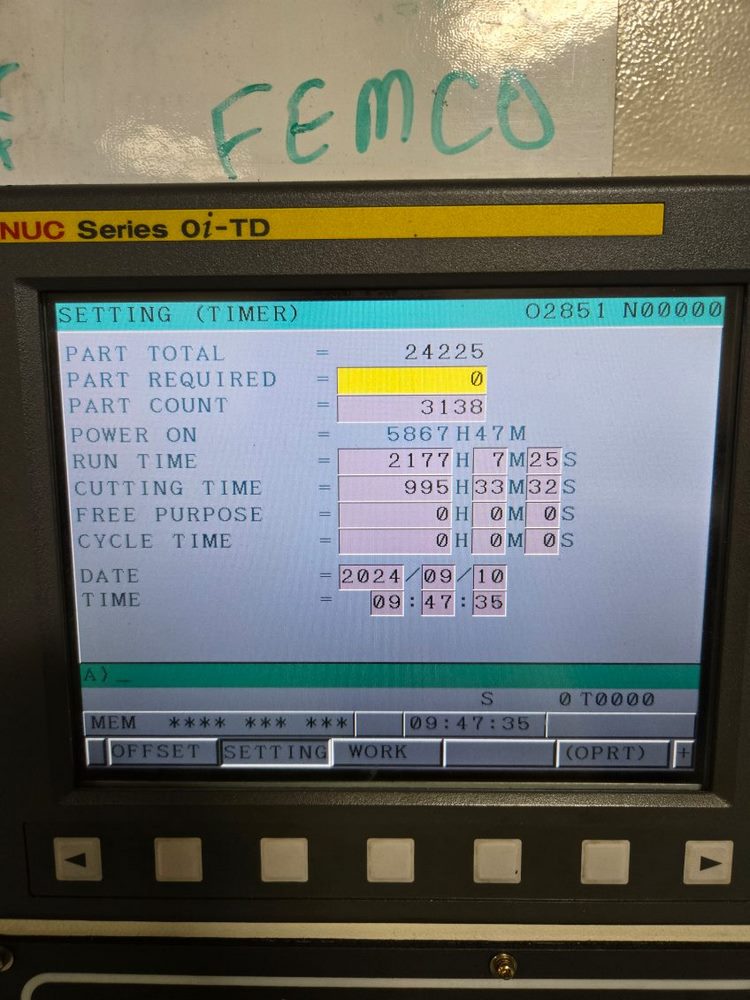 FEMCO
NUC Series 0i-TD
SETTING (TIMER) O2851 N00000
PART TOTAL = 24225
PART REQUIRED = 0
PART COUNT = 3138
POWER ON = 5867H47M
RUN TIME = 2177H 7M25S
CUTTING TIME = 995H33M32S
FREE PURPOSE = 0H 0M 0S
CYCLE TIME = 0H 0M 0S
DATE = 2024/09/10
TIME = 09:47:35
A)_
S 0 T0000
MEM **** *** *** 09:47:35
OFFSET SETTING WORK (OPRT) +